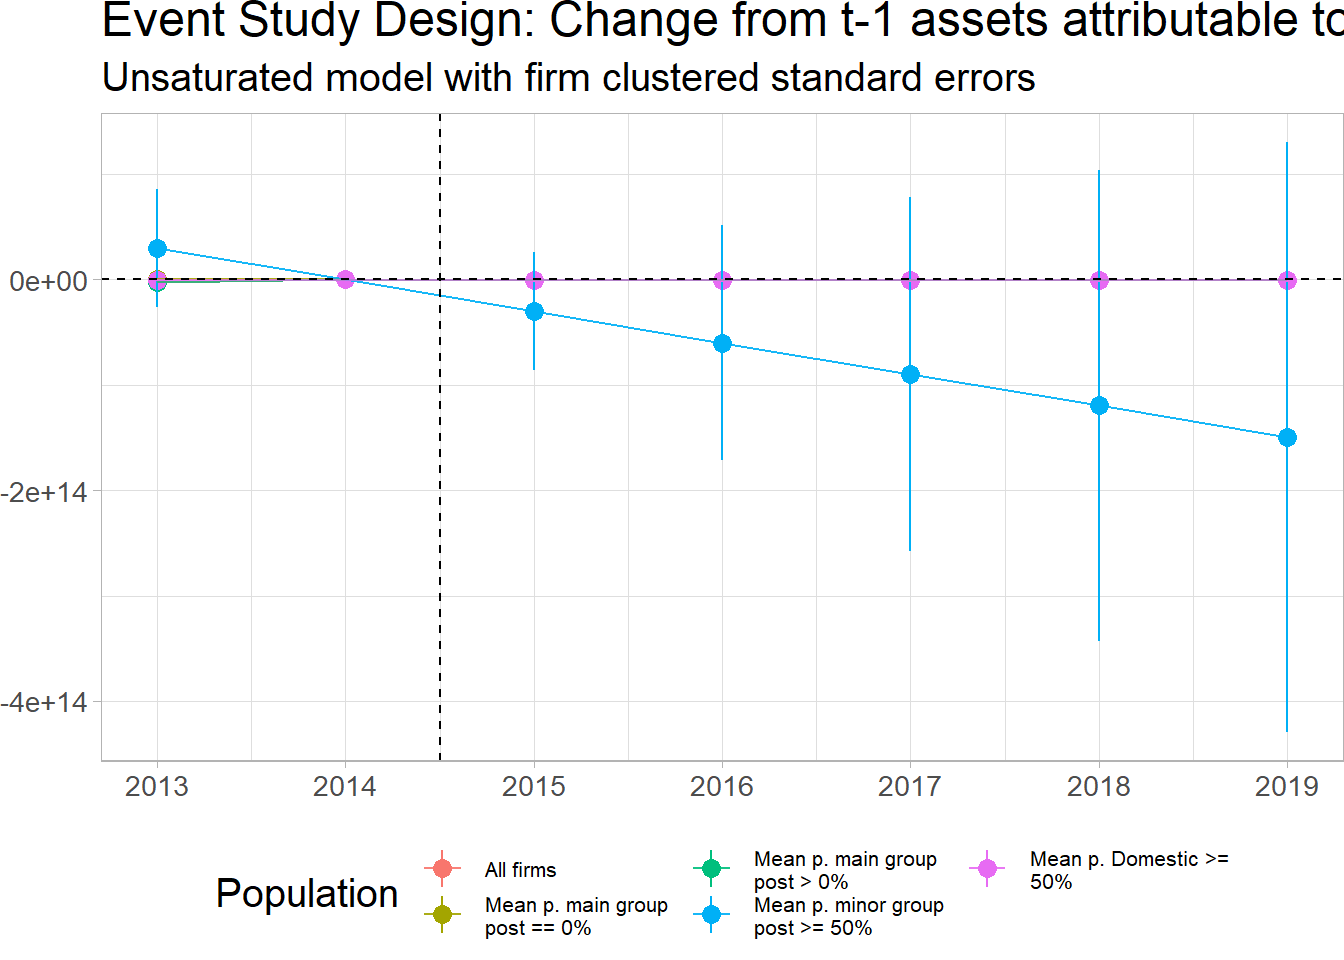 Event Study Design: Change from t-1 assets attributable to
Unsaturated model with firm clustered standard errors
0e+00
-2e+14
-4e+14
2013 2014 2015 2016 2017 2018 2019
Population
All firms
Mean p. main group
post == 0%
Mean p. main group
post > 0%
Mean p. minor group
post >= 50%
Mean p. Domestic >=
50%